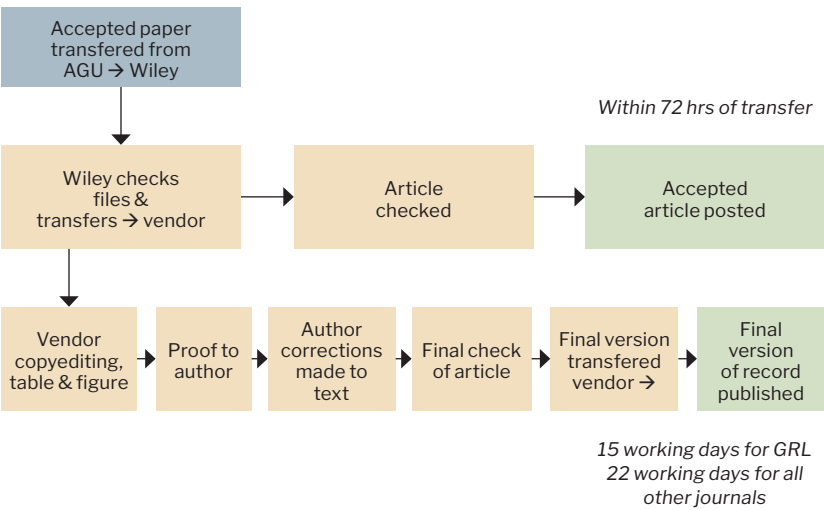 Accepted paper
transfered from
AGU → Wiley
Within 72 hrs of transfer
Wiley checks
files &
transfers → vendor
Article
checked
Accepted
article posted
Vendor
copyediting,
table & figure
Proof to
author
Author
corrections
made to
text
Final check
of article
Final version
transfered
vendor →
Final
version
of record
published
15 working days for GRL
22 working days for all
other journals